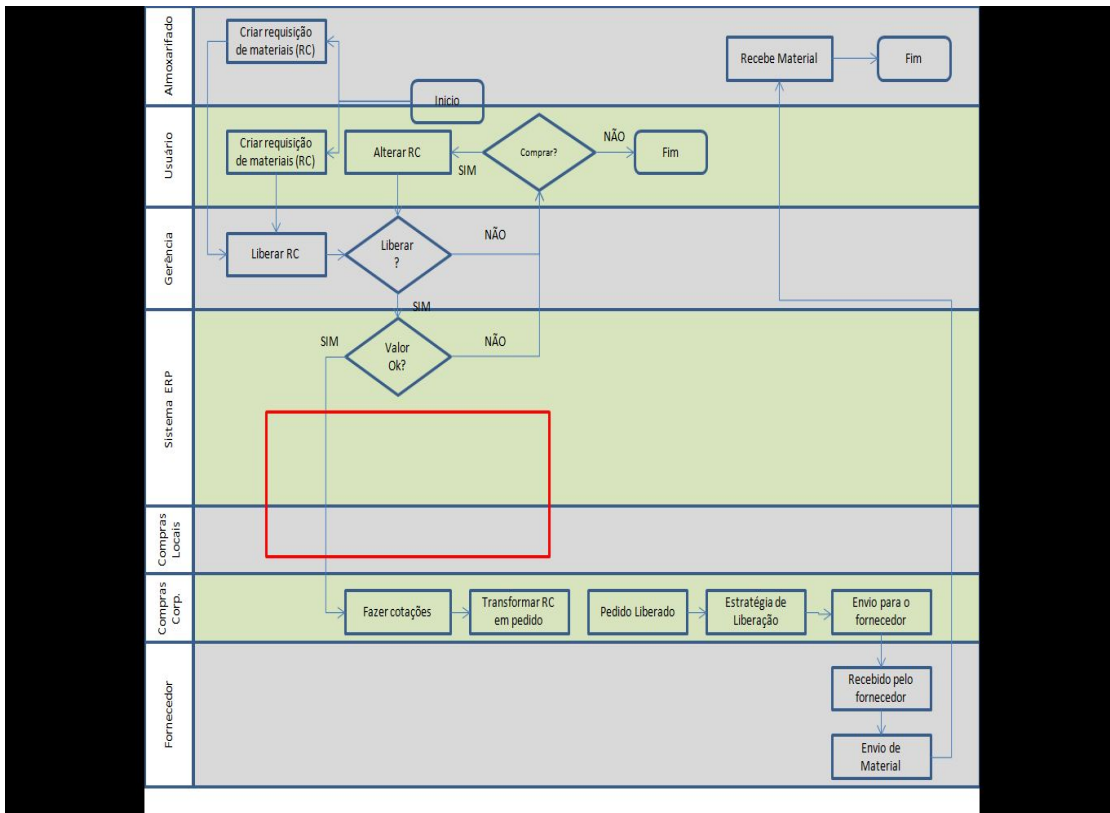 Almoxarifado
Criar requisição
de materiais (RC)
Recebe Material
Fim
Inicio
Usuário
Criar requisição
de materiais (RC)
Alterar RC
SIM
Comprar?
NÃO
Fim
Gerência
Liberar RC
Liberar
?
NÃO
SIM
Sistema ERP
SIM
Valor
Ok?
NÃO
Compras
Locais
Compras
Corp.
Fazer cotações
Transformar RC
em pedido
Pedido Liberado
Estratégia de
Liberação
Envio para o
fornecedor
Fornecedor
Recebido pelo
fornecedor
Envio de
Material